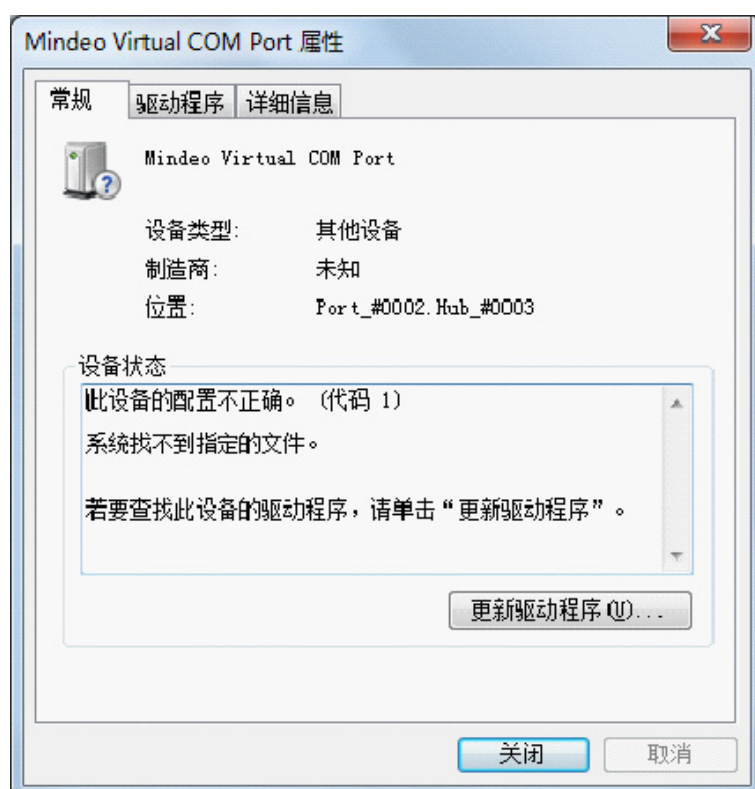 Mindeo Virtual COM Port 属性
常规 驱动程序 详细信息
Mindeo Virtual COM Port
设备类型: 其他设备
制造商: 未知
位置: Port_#0002.Hub_#0003
设备状态
此设备的配置不正确。 (代码 1)
系统找不到指定的文件。
若要查找此设备的驱动程序，请单击“更新驱动程序”。
更新驱动程序(U)...
关闭 取消